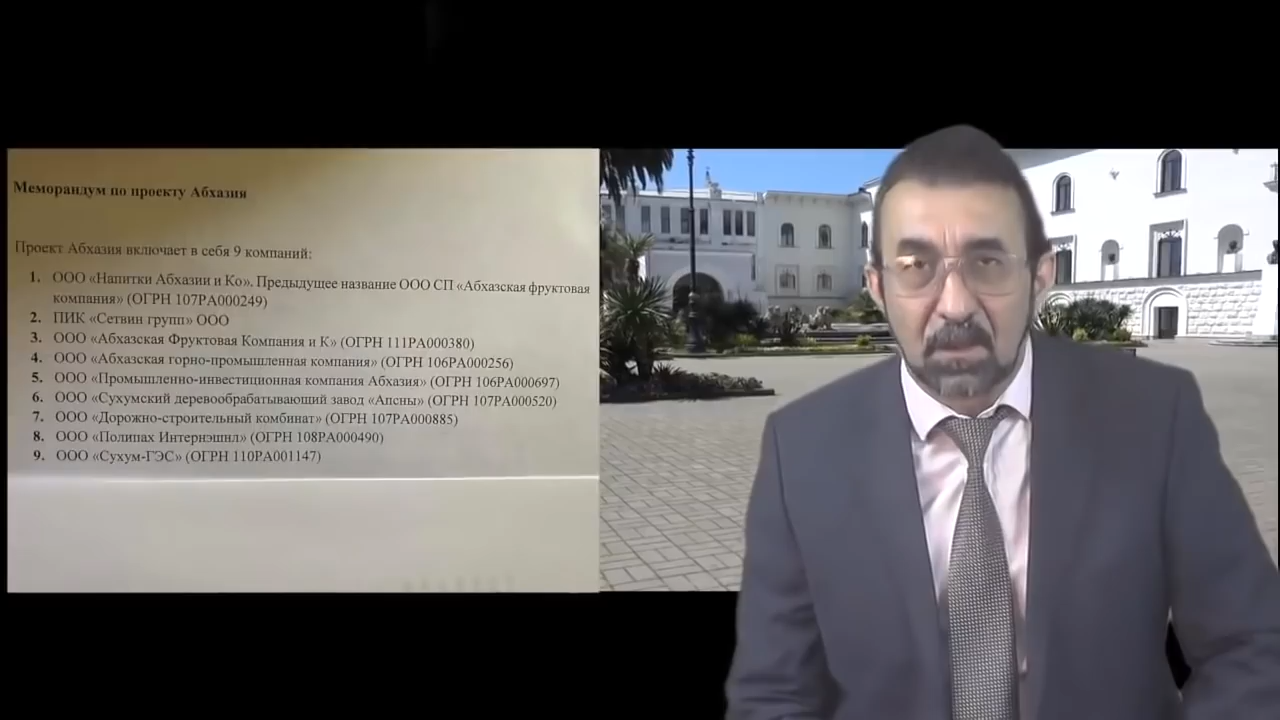 Меморандум по проекту Абхазия
Проект Абхазия включает в себя 9 компаний:
1. ООО «Напитки Абхазии и Ко». Предыдущее название ООО СП «Абхазская фруктовая
компания» (ОГРН 107РА000249)
2. ПИК «Сетвин групп» ООО
3. ООО «Абхазская Фруктовая Компания и К» (ОГРН 111РА000380)
4. ООО «Абхазская горно-промышленная компания» (ОГРН 106РА000256)
5. ООО «Промышленно-инвестиционная компания Абхазия» (ОГРН 106РА000697)
6. ООО «Сухумский деревообрабатывающий завод «Апсны» (ОГРН 107РА000520)
7. ООО «Дорожно-строительный комбинат» (ОГРН 107РА000885)
8. ООО «Полипах Интернэшнл» (ОГРН 108РА000490)
9. ООО «Сухум-ГЭС» (ОГРН 110РА001147)